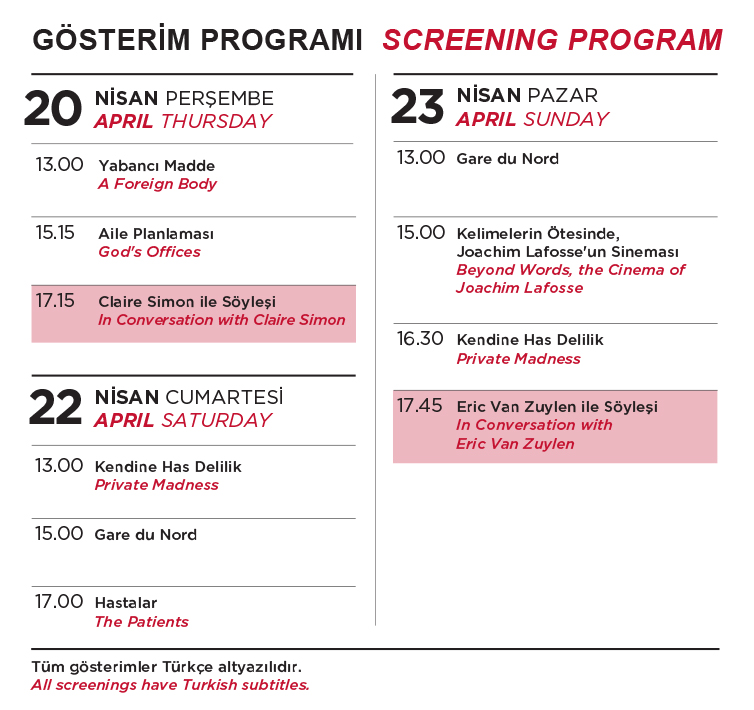 GÖSTERİM PROGRAMI SCREENING PROGRAM
20 NİSAN PERŞEMBE
APRIL THURSDAY
13.00 Yabancı Madde
A Foreign Body
15.15 Aile Planlaması
God's Offices
17.15 Claire Simon ile Söyleşi
In Conversation with Claire Simon
22 NİSAN CUMARTESİ
APRIL SATURDAY
13.00 Kendine Has Delilik
Private Madness
15.00 Gare du Nord
17.00 Hastalar
The Patients
23 NİSAN PAZAR
APRIL SUNDAY
13.00 Gare du Nord
15.00 Kelimelerin Ötesinde,
Joachim Lafosse'un Sineması
Beyond Words, the Cinema of
Joachim Lafosse
16.30 Kendine Has Delilik
Private Madness
17.45 Eric Van Zuylen ile Söyleşi
In Conversation with
Eric Van Zuylen
Tüm gösterimler Türkçe altyazılıdır.
All screenings have Turkish subtitles.